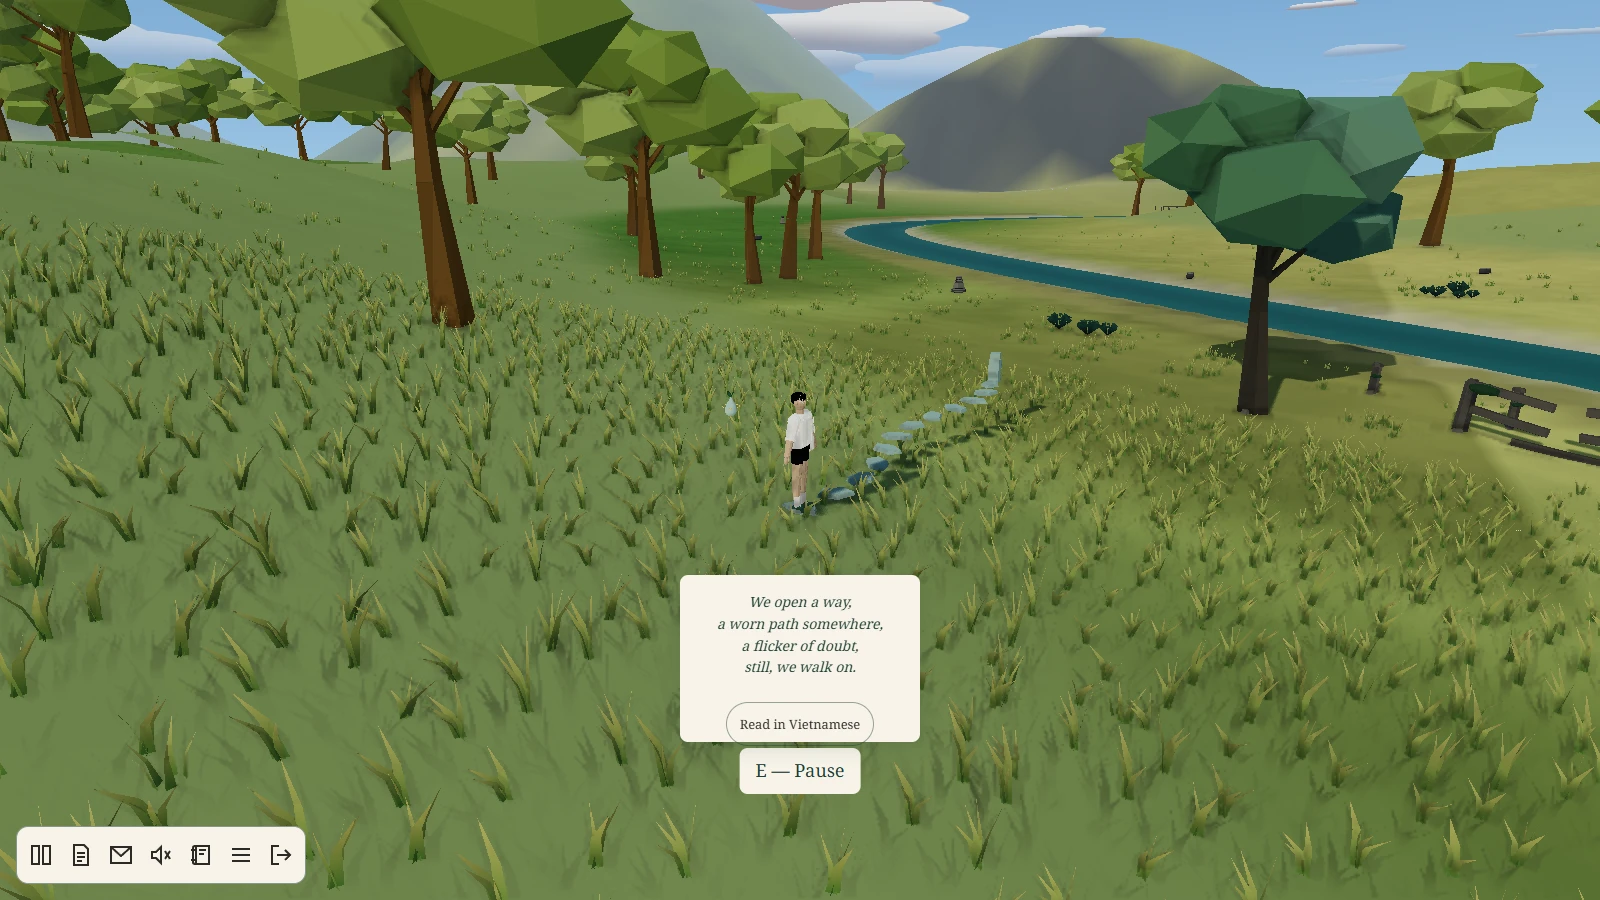 We open a way,
a worn path somewhere,
a flicker of doubt,
still, we walk on.
Read in Vietnamese
E — Pause